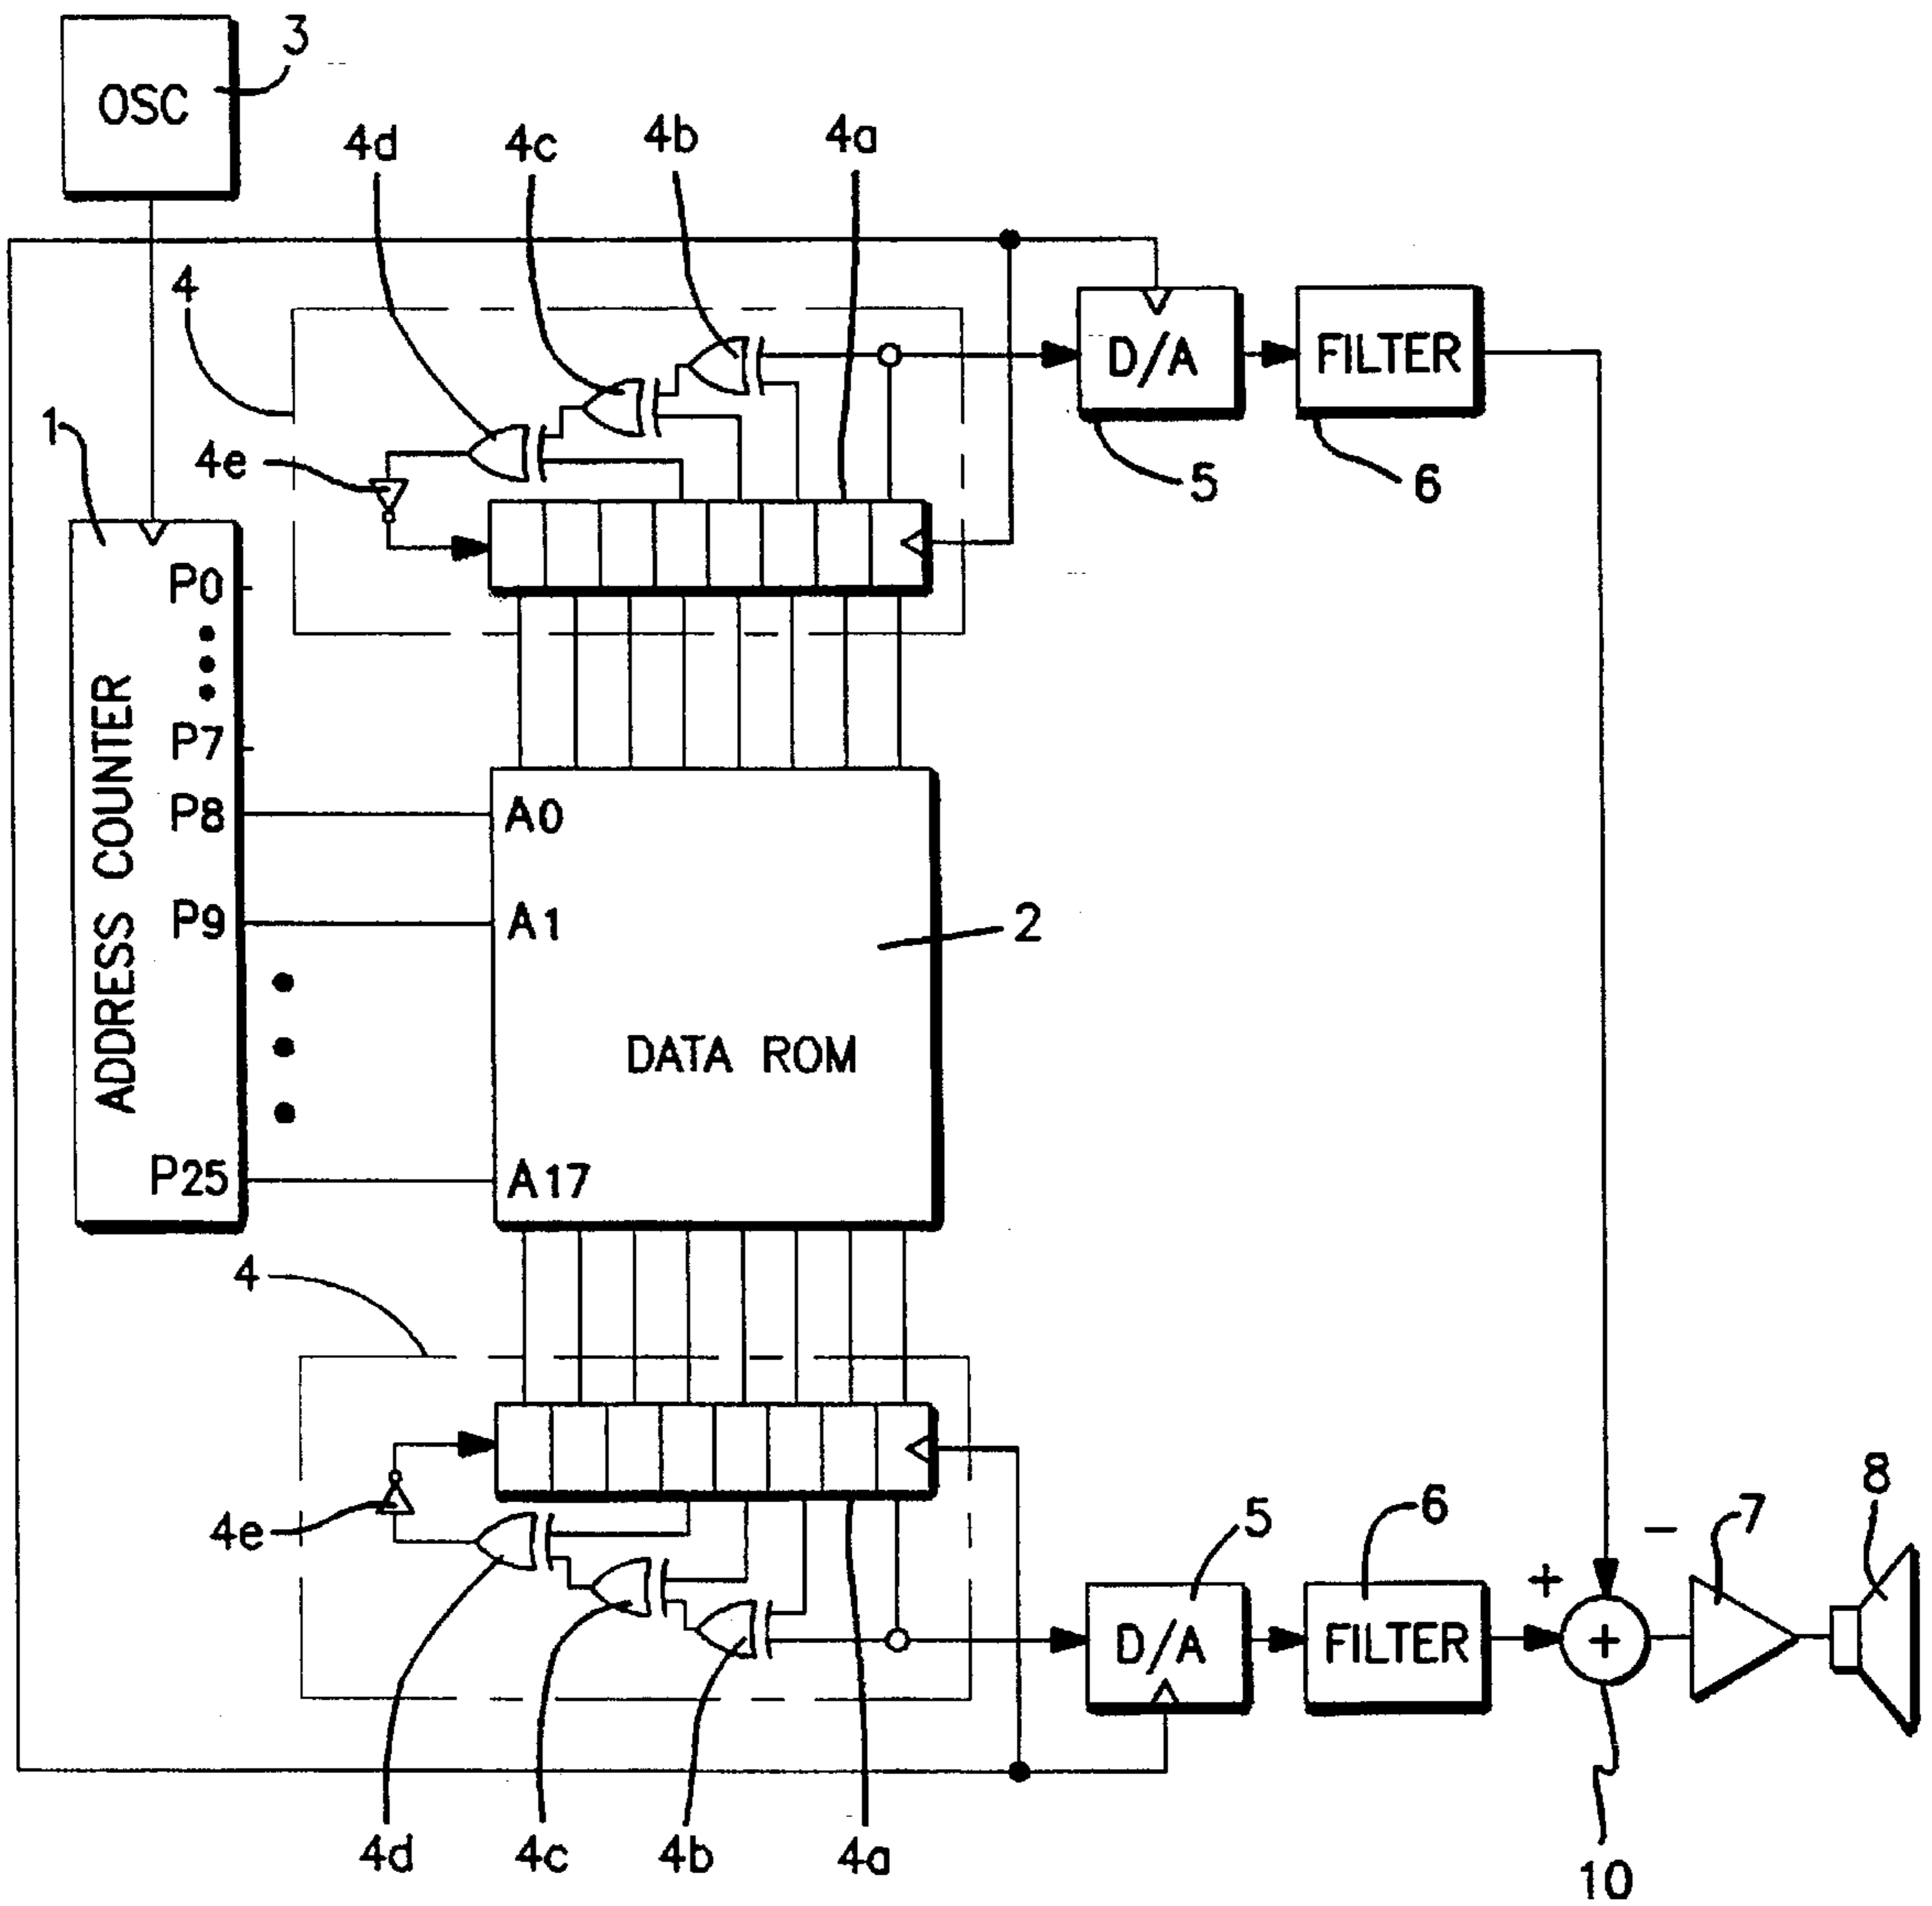 3
OSC
4d
4c
4b
4a
4
D/A
FILTER
1
4e
5
6
P0
P7
P8
A0
P9
A1
2
ADDRESS COUNTER
DATA ROM
P25
A17
4
8
5
6
–
7
4e
+
D/A
FILTER
+
4d
4c
4b
4a
10